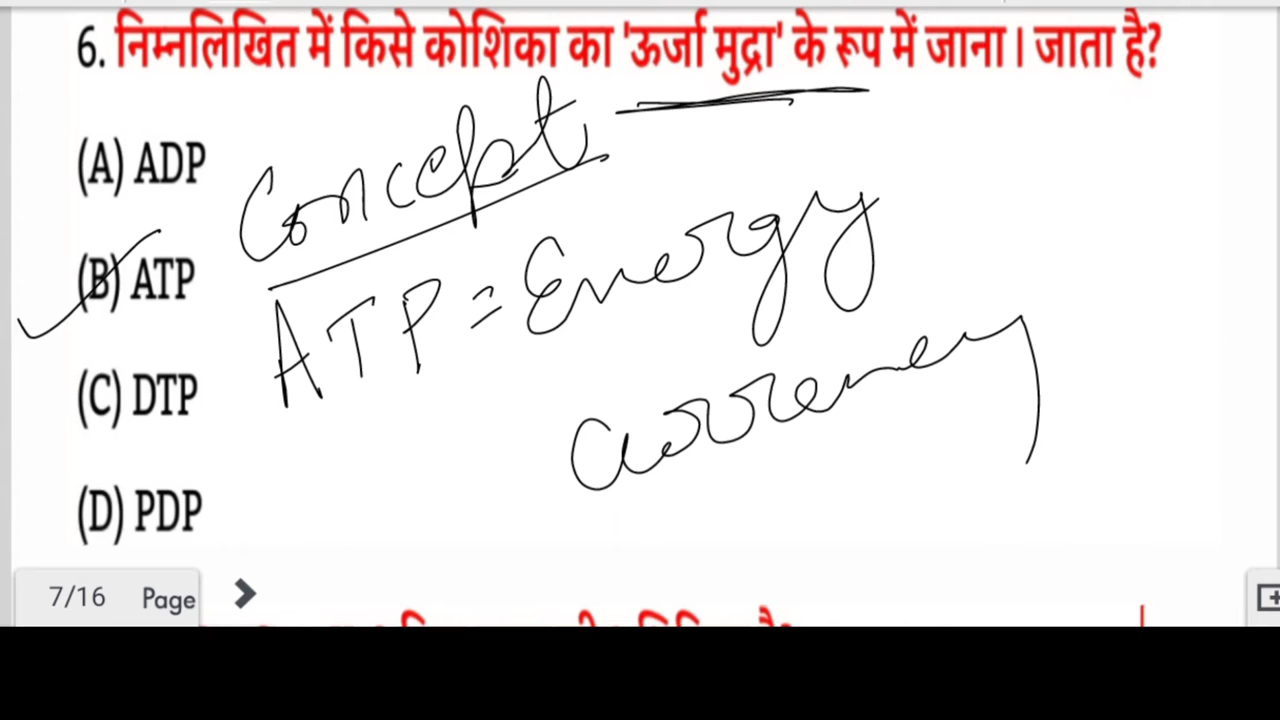 6. निम्नलिखित में किसे कोशिका का 'ऊर्जा मुद्रा' के रूप में जाना। जाता है?
(A) ADP
Concept
(B) ATP
ATP = Energy
currency
(C) DTP
(D) PDP
7/16 Page